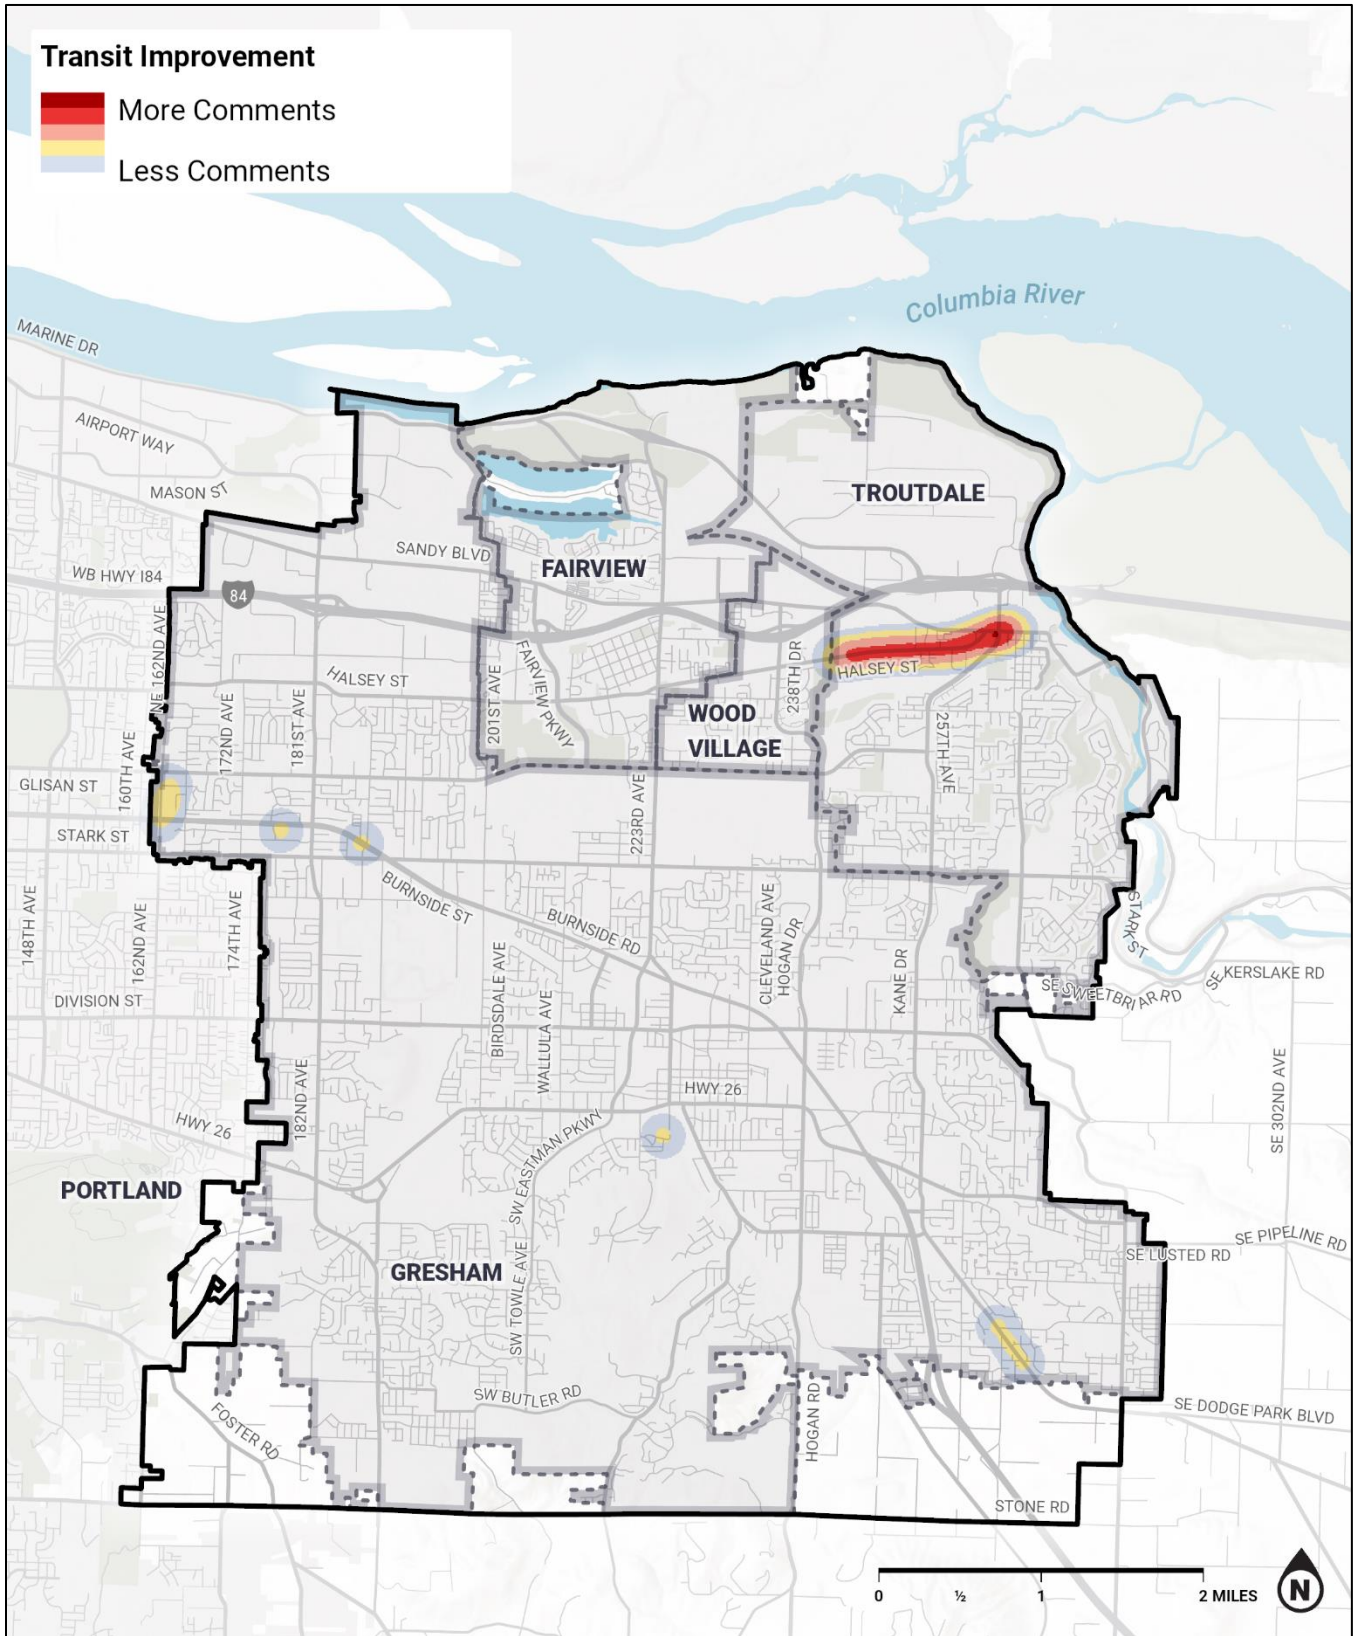 Transit Improvement
More Comments
Less Comments
Columbia River
MARINE DR
AIRPORT WAY
MASON ST
TROUTDALE
SANDY BLVD
FAIRVIEW
WB HWY I84
84
NE 162ND AVE
HALSEY ST
FAIRVIEW PKWY
201ST AVE
238TH DR
HALSEY ST
172ND AVE
181ST AVE
WOOD
VILLAGE
257TH AVE
160TH AVE
GLISAN ST
223RD AVE
STARK ST
BURNSIDE ST
BURNSIDE RD
148TH AVE
162ND AVE
174TH AVE
CLEVELAND AVE
HOGAN DR
STARK ST
BIRDSDALE AVE
WALLULA AVE
KANE DR
SE KERSLAKE RD
SE SWEETBRIAR RD
DIVISION ST
182ND AVE
HWY 26
HWY 26
SE 302ND AVE
SW EASTMAN PKWY
PORTLAND
SE PIPELINE RD
SE LUSTED RD
GRESHAM
SW TOWLE AVE
SW BUTLER RD
HOGAN RD
FOSTER RD
SE DODGE PARK BLVD
STONE RD
0 ½ 1 2 MILES
N